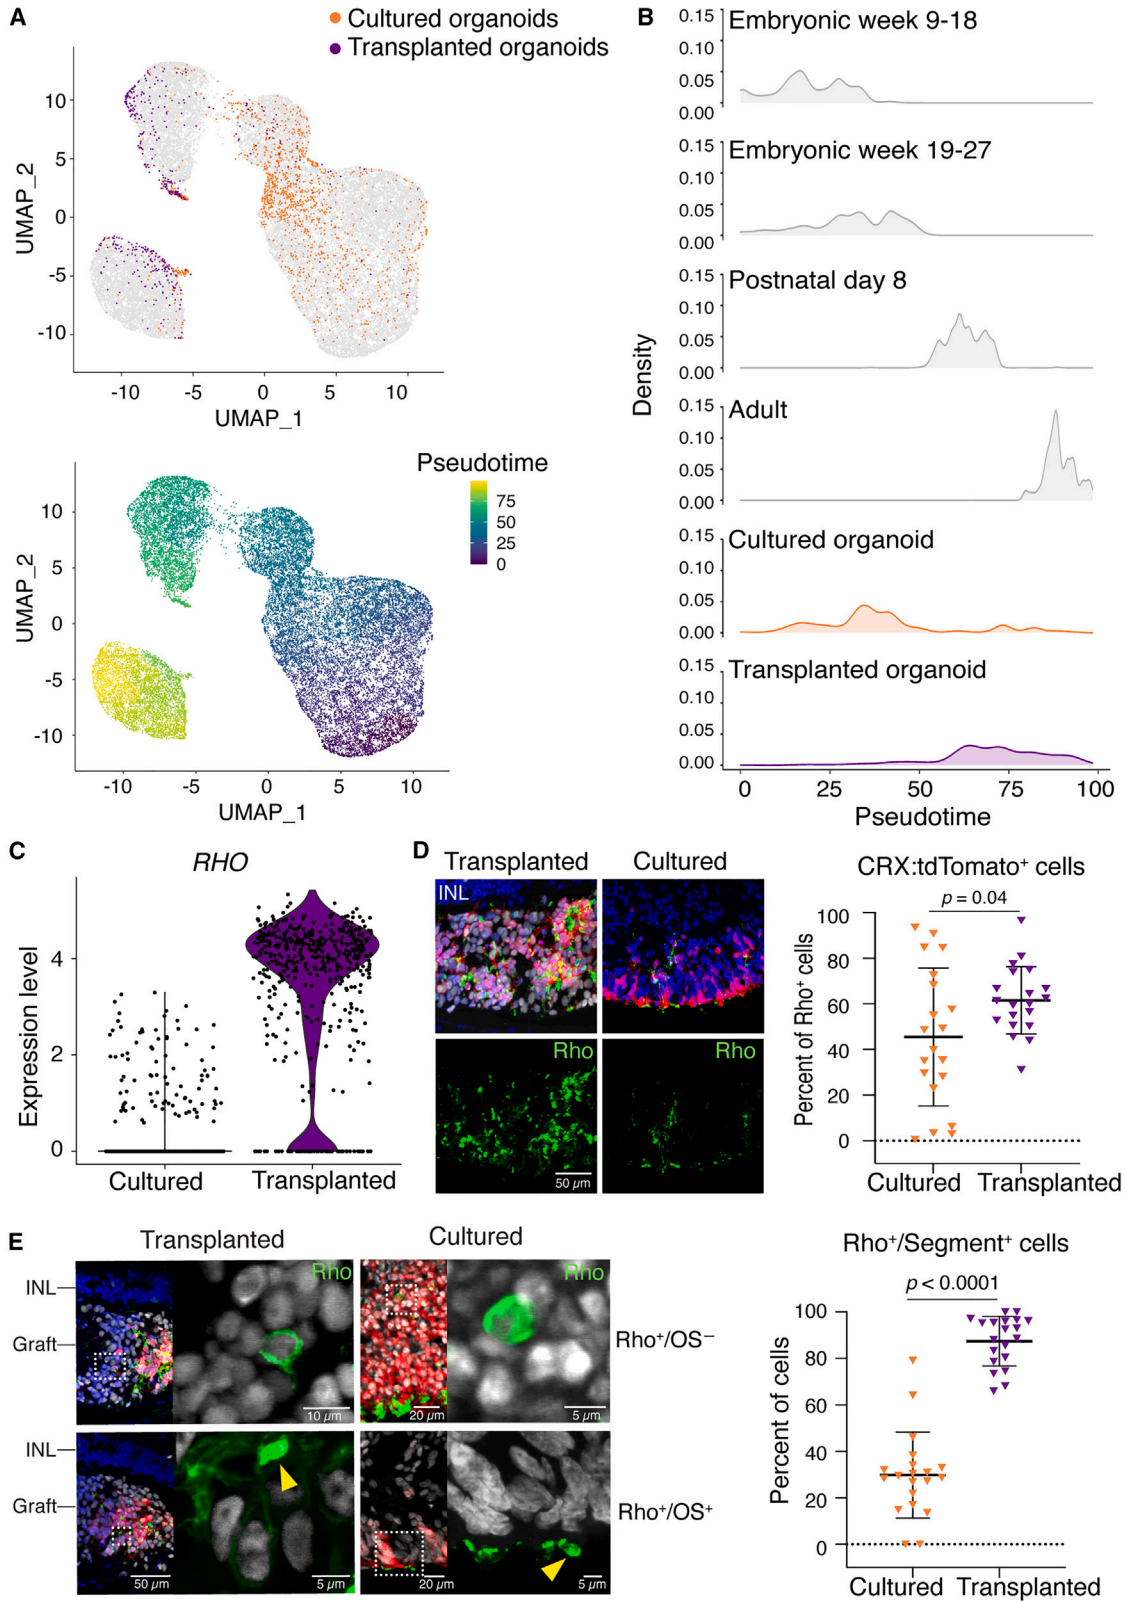 A
Cultured organoids
Transplanted organoids
UMAP_2
10
5
0
-5
-10
-10
-5
0
5
10
UMAP_1
Pseudotime
75
50
25
0
UMAP_2
10
5
0
-5
-10
-10
-5
0
5
10
UMAP_1
B
Density
Embryonic week 9-18
0.15
0.10
0.05
0.00
Embryonic week 19-27
0.15
0.10
0.05
0.00
Postnatal day 8
0.15
0.10
0.05
0.00
Adult
0.15
0.10
0.05
0.00
Cultured organoid
0.15
0.10
0.05
0.00
Transplanted organoid
0.15
0.10
0.05
0.00
0
25
50
75
100
Pseudotime
C
RHO
Expression level
4
2
0
Cultured
Transplanted
D
Transplanted
Cultured
INL
Rho
Rho
50 µm
CRX:tdTomato⁺ cells
p = 0.04
Percent of Rho⁺ cells
100
80
60
40
20
0
Cultured
Transplanted
E
Transplanted
Cultured
INL
Graft
Rho
Rho
10 µm
20 µm
5 µm
Rho⁺/OS⁻
INL
Graft
50 µm
5 µm
20 µm
5 µm
Rho⁺/OS⁺
Rho⁺/Segment⁺ cells
p < 0.0001
Percent of cells
100
80
60
40
20
0
Cultured
Transplanted